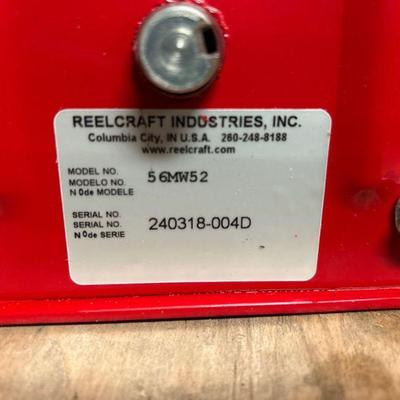 REELCRAFT INDUSTRIES, INC.
Columbia City, IN U.S.A. 260-248-8188
www.reelcraft.com
MODEL NO. 56MW52
MODELO NO.
N 0de MODELE
SERIAL NO.
SERIAL NO. 240318-004D
N 0de SERIE